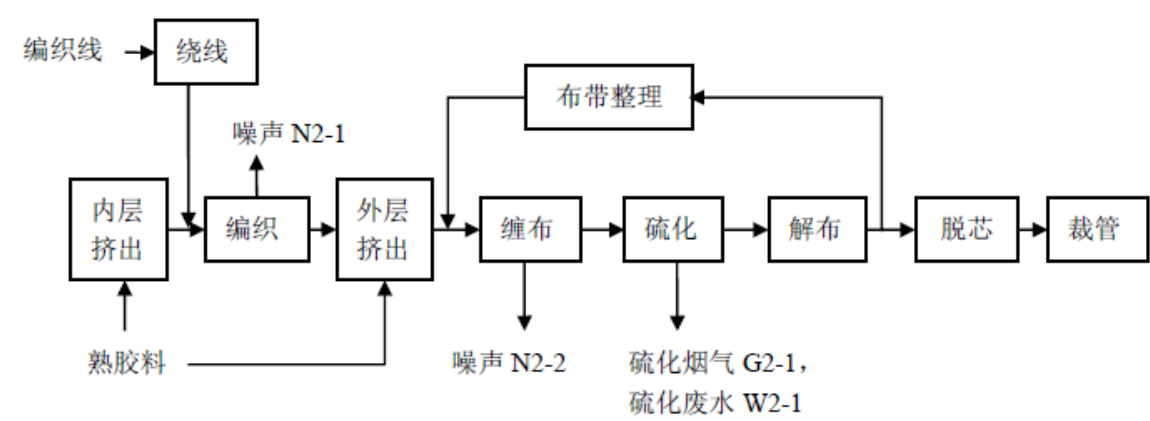 编织线
绕线
布带整理
噪声 N2-1
内层
挤出
编织
外层
挤出
缠布
硫化
解布
脱芯
裁管
熟胶料
噪声 N2-2
硫化烟气 G2-1，
硫化废水 W2-1